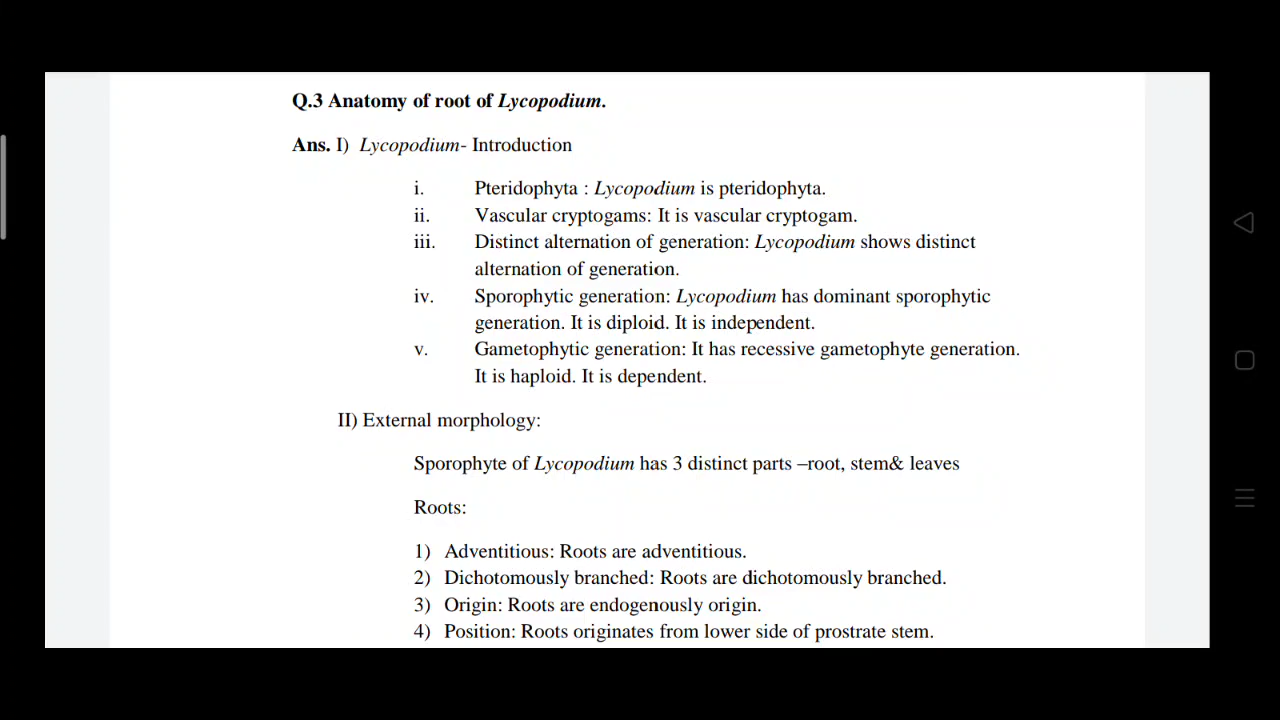 Q.3 Anatomy of root of Lycopodium.
Ans. I) Lycopodium- Introduction
i. Pteridophyta : Lycopodium is pteridophyta.
ii. Vascular cryptogams: It is vascular cryptogam.
iii. Distinct alternation of generation: Lycopodium shows distinct
alternation of generation.
iv. Sporophytic generation: Lycopodium has dominant sporophytic
generation. It is diploid. It is independent.
v. Gametophytic generation: It has recessive gametophyte generation.
It is haploid. It is dependent.
II) External morphology:
Sporophyte of Lycopodium has 3 distinct parts –root, stem& leaves
Roots:
1) Adventitious: Roots are adventitious.
2) Dichotomously branched: Roots are dichotomously branched.
3) Origin: Roots are endogenously origin.
4) Position: Roots originates from lower side of prostrate stem.